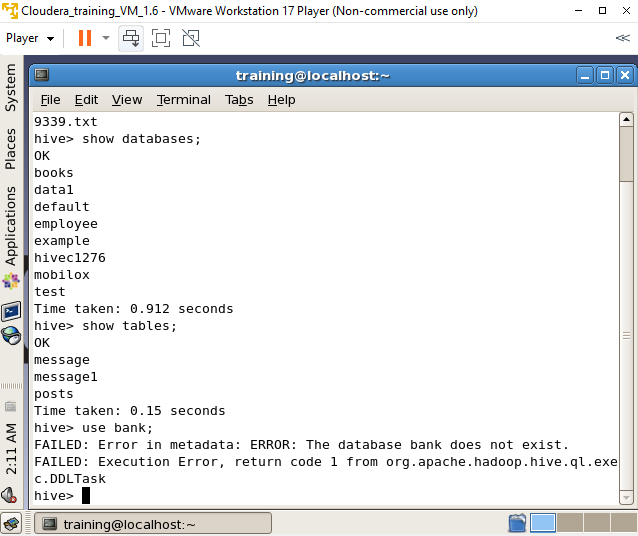 Cloudera_training_VM_1.6 - VMware Workstation 17 Player (Non-commercial use only)
Player
System
Places
Applications
2:11 AM
training@localhost:~
File Edit View Terminal Tabs Help
9339.txt
hive> show databases;
OK
books
data1
default
employee
example
hivec1276
mobilox
test
Time taken: 0.912 seconds
hive> show tables;
OK
message
message1
posts
Time taken: 0.15 seconds
hive> use bank;
FAILED: Error in metadata: ERROR: The database bank does not exist.
FAILED: Execution Error, return code 1 from org.apache.hadoop.hive.ql.exe
c.DDLTask
hive>
training@localhost:~